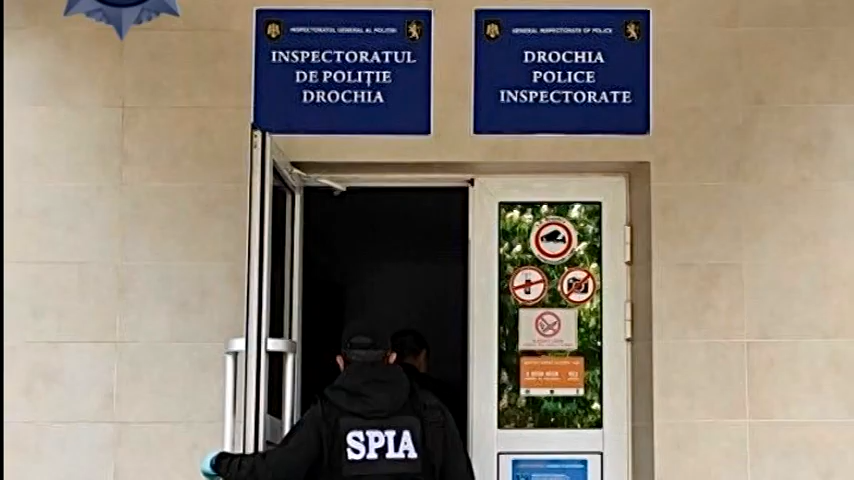 INSPECTORATUL GENERAL AL POLIȚIEI
INSPECTORATUL
DE POLIȚIE
DROCHIA
GENERAL INSPECTORATE OF POLICE
DROCHIA
POLICE
INSPECTORATE
SPIA